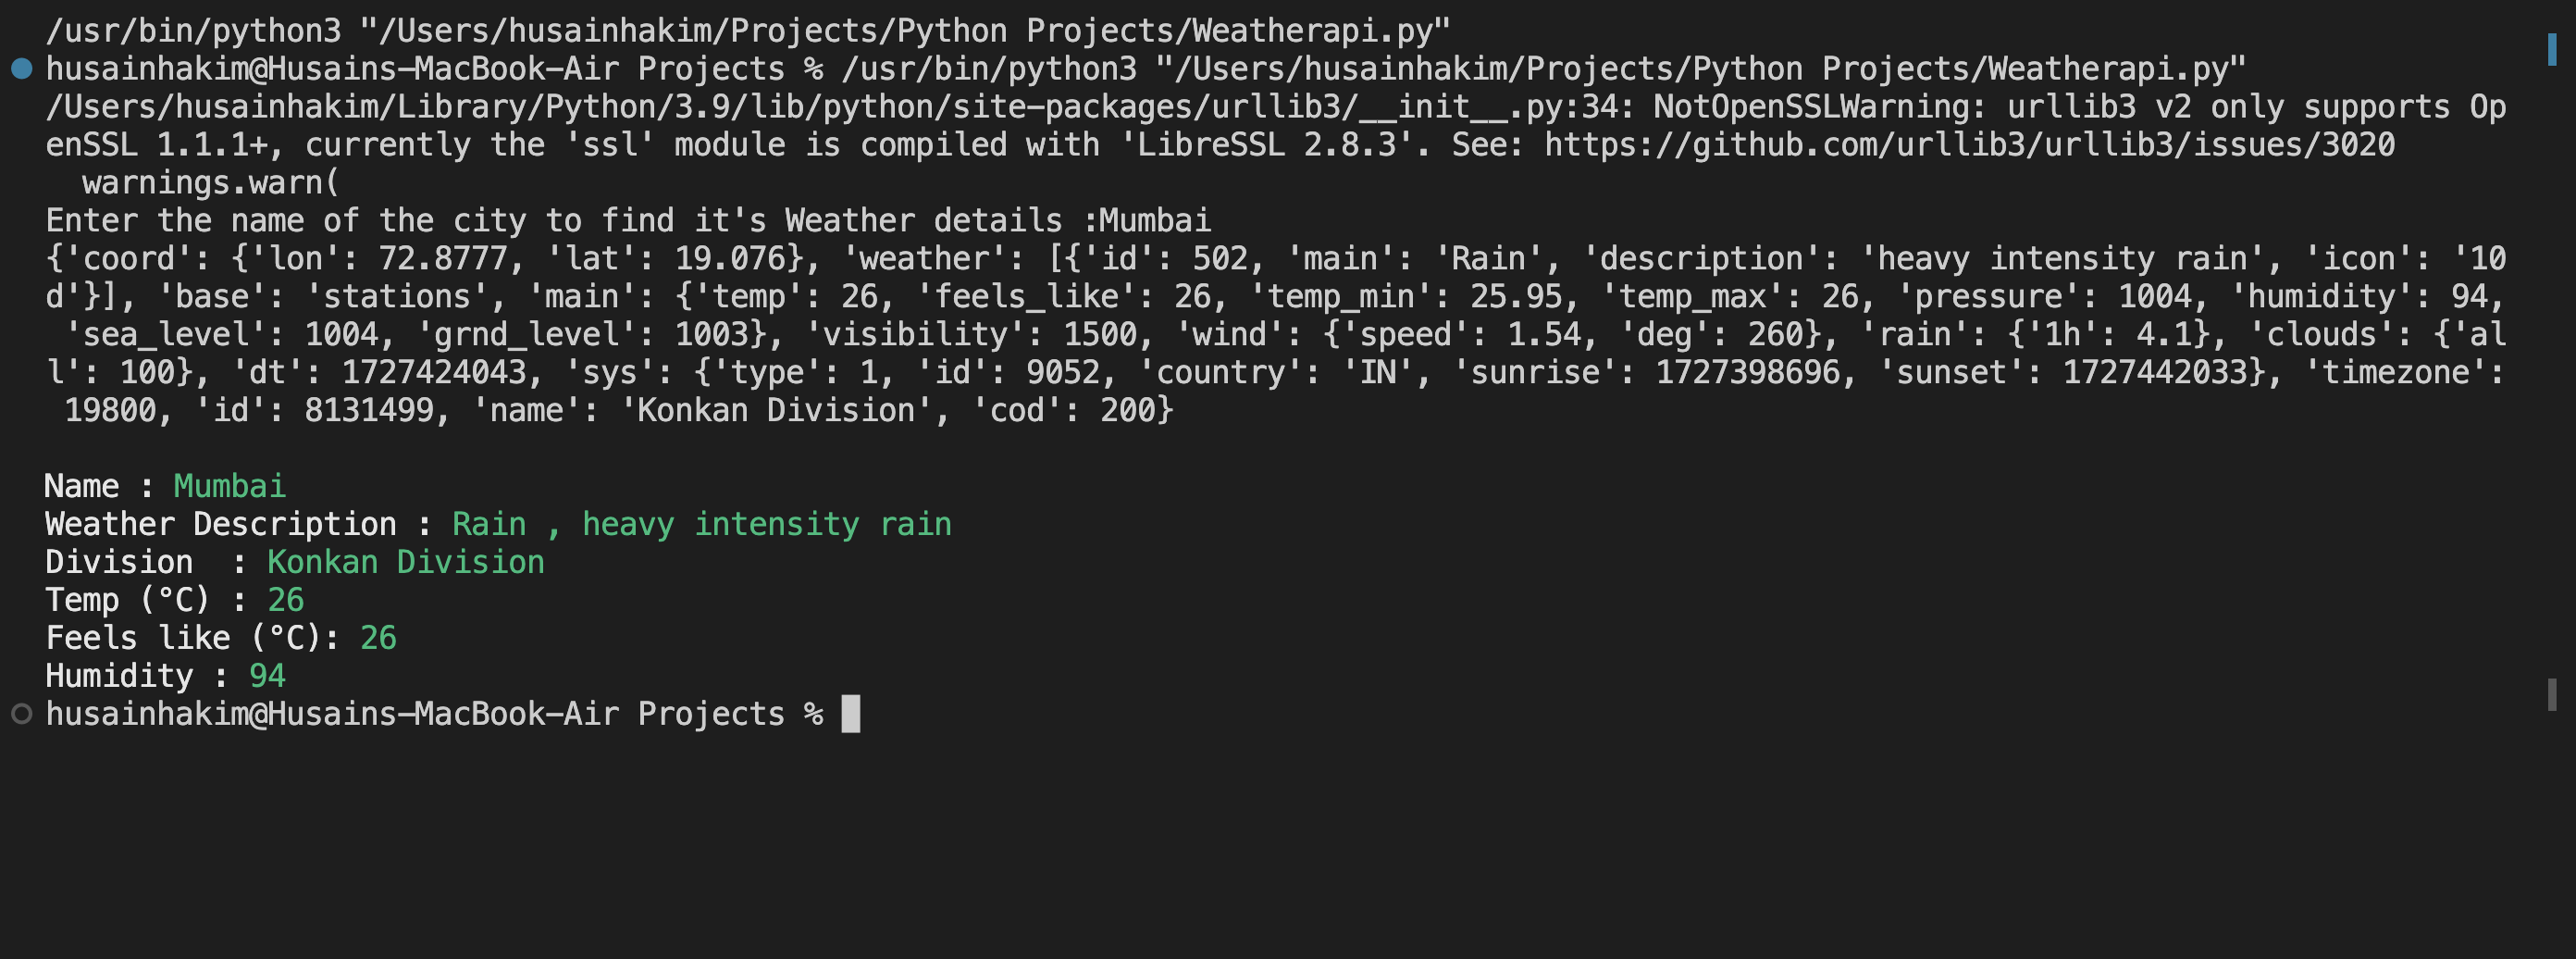 /usr/bin/python3 "/Users/husainhakim/Projects/Python Projects/Weatherapi.py"
husainhakim@Husains-MacBook-Air Projects % /usr/bin/python3 "/Users/husainhakim/Projects/Python Projects/Weatherapi.py"
/Users/husainhakim/Library/Python/3.9/lib/python/site-packages/urllib3/__init__.py:34: NotOpenSSLWarning: urllib3 v2 only supports Op
enSSL 1.1.1+, currently the 'ssl' module is compiled with 'LibreSSL 2.8.3'. See: https://github.com/urllib3/urllib3/issues/3020
  warnings.warn(
Enter the name of the city to find it's Weather details :Mumbai
{'coord': {'lon': 72.8777, 'lat': 19.076}, 'weather': [{'id': 502, 'main': 'Rain', 'description': 'heavy intensity rain', 'icon': '10
d'}], 'base': 'stations', 'main': {'temp': 26, 'feels_like': 26, 'temp_min': 25.95, 'temp_max': 26, 'pressure': 1004, 'humidity': 94,
 'sea_level': 1004, 'grnd_level': 1003}, 'visibility': 1500, 'wind': {'speed': 1.54, 'deg': 260}, 'rain': {'1h': 4.1}, 'clouds': {'al
l': 100}, 'dt': 1727424043, 'sys': {'type': 1, 'id': 9052, 'country': 'IN', 'sunrise': 1727398696, 'sunset': 1727442033}, 'timezone':
 19800, 'id': 8131499, 'name': 'Konkan Division', 'cod': 200}
Name : Mumbai
Weather Description : Rain , heavy intensity rain
Division  : Konkan Division
Temp (°C) : 26
Feels like (°C): 26
Humidity : 94
husainhakim@Husains-MacBook-Air Projects %